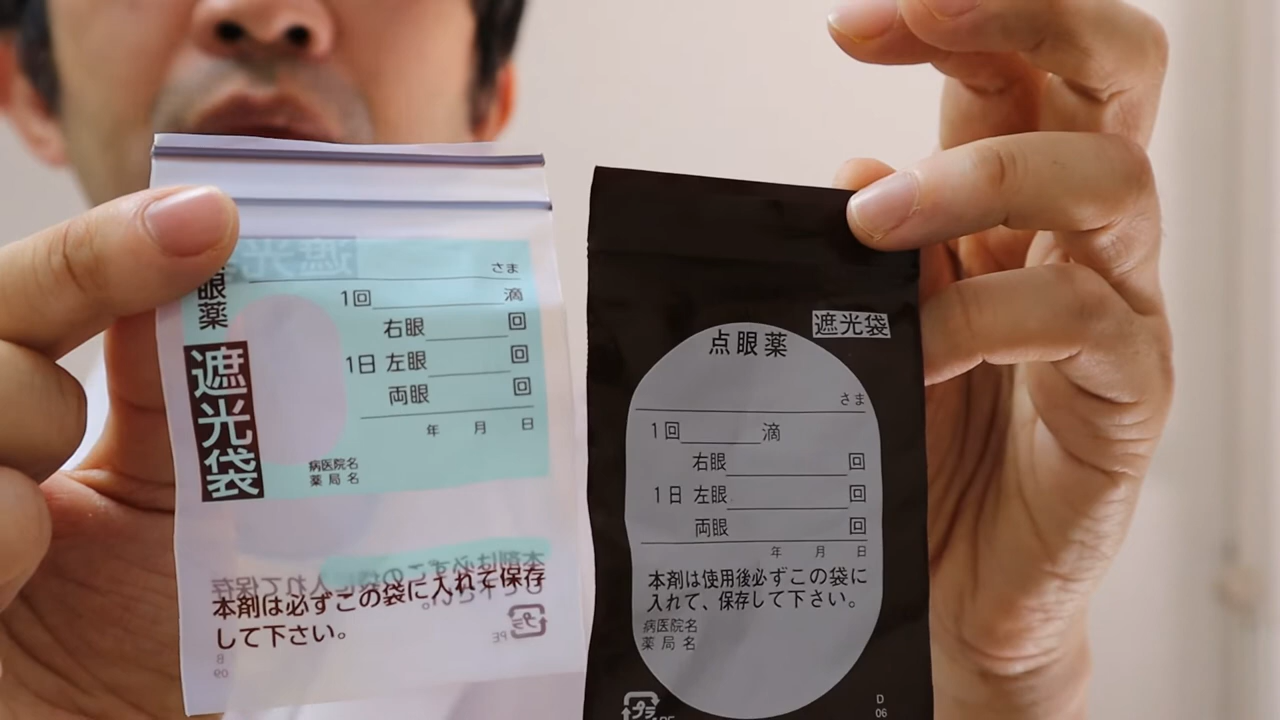 眼薬
遮光袋
さま
1回 滴
右眼 回
1日 左眼 回
両眼 回
年 月 日
病医院名
薬局名
本剤は必ずこの袋に入れて保存
して下さい。
プラ
PE
B
09
遮光袋
点眼薬
さま
1回 滴
右眼 回
1日 左眼 回
両眼 回
年 月 日
本剤は使用後必ずこの袋に
入れて、保存して下さい。
病医院名
薬局名
プラ
D
06